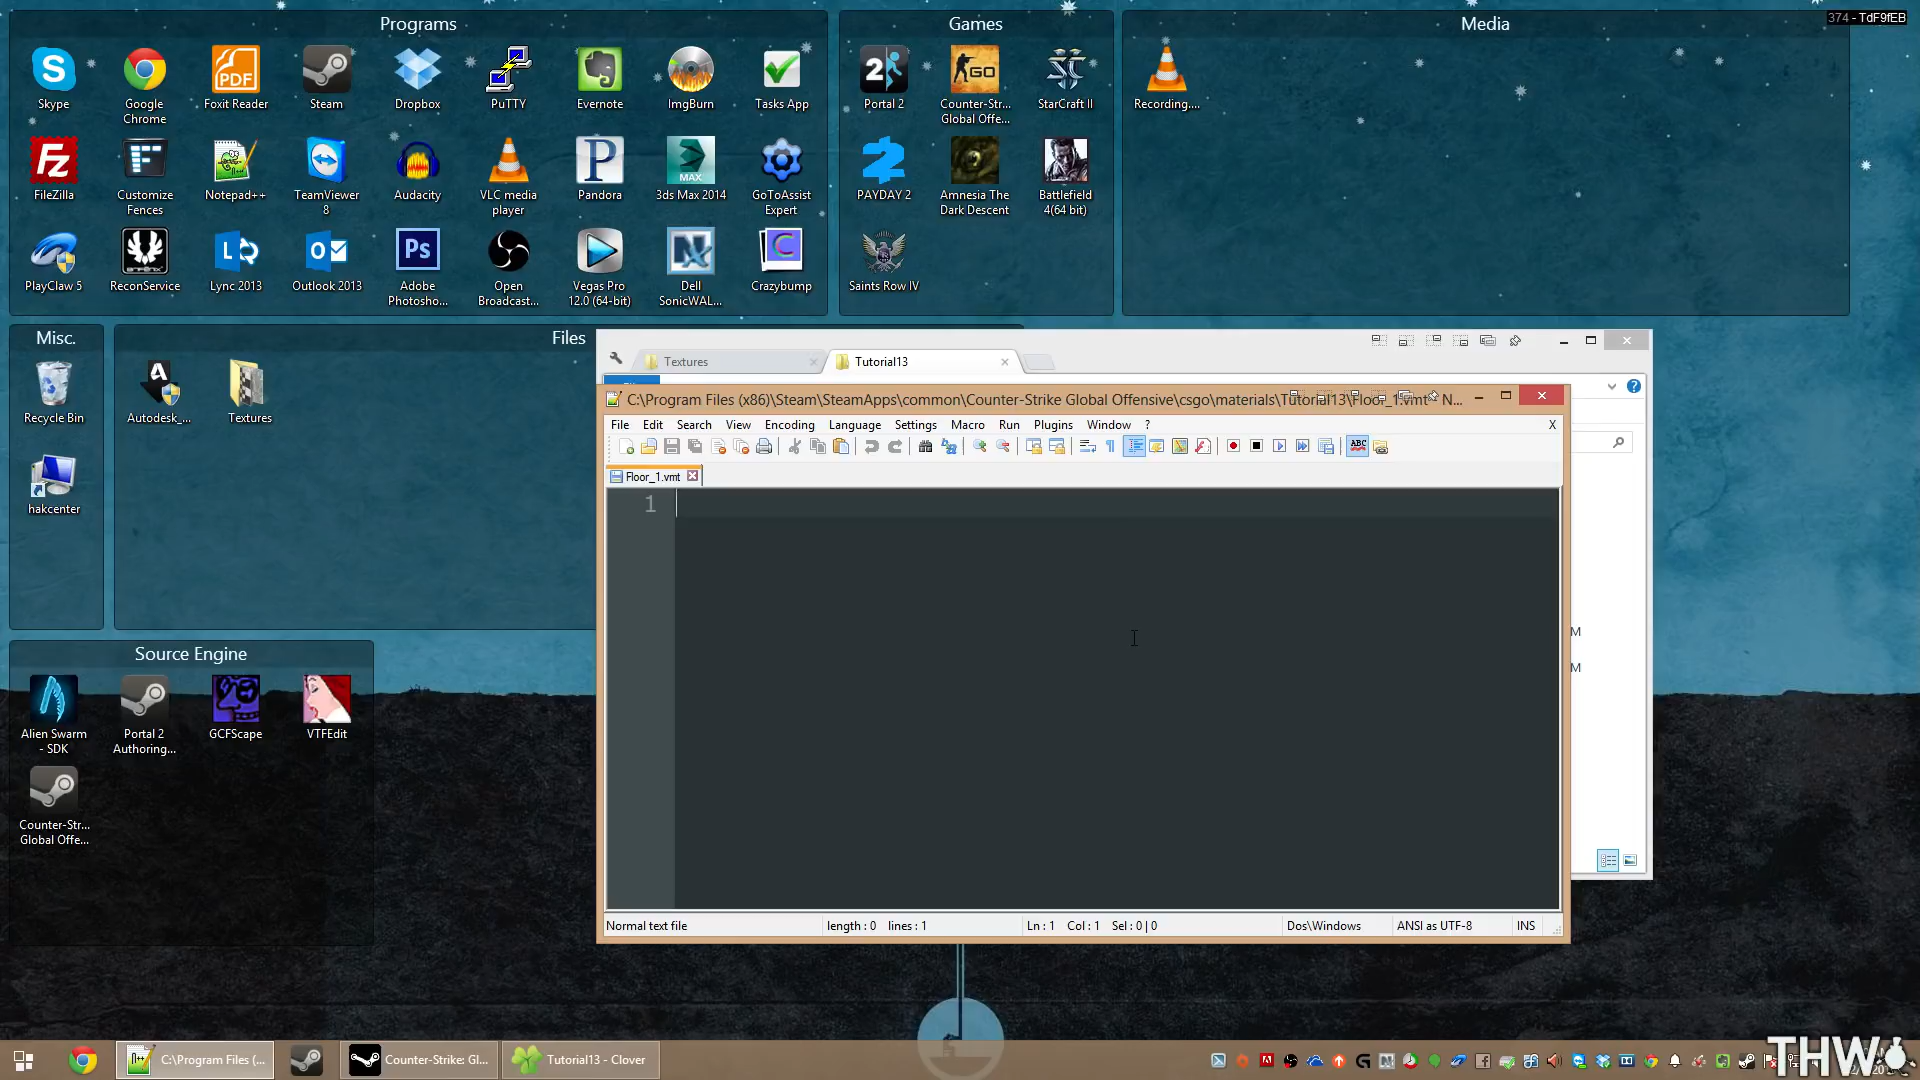 Programs
Games
Media
374 - TdF9fEB
Skype
Google Chrome
Foxit Reader
Steam
Dropbox
PuTTY
Evernote
ImgBurn
Tasks App
Portal 2
Counter-Str... Global Offe...
StarCraft II
Recording....
FileZilla
Customize Fences
Notepad++
TeamViewer 8
Audacity
VLC media player
Pandora
3ds Max 2014
GoToAssist Expert
PAYDAY 2
Amnesia The Dark Descent
Battlefield 4(64 bit)
PlayClaw 5
ReconService
Lync 2013
Outlook 2013
Adobe Photosho...
Open Broadcast...
Vegas Pro 12.0 (64-bit)
Dell SonicWAL...
Crazybump
Saints Row IV
Misc.
Files
Recycle Bin
Autodesk_...
Textures
hakcenter
Source Engine
Alien Swarm - SDK
Portal 2 Authoring...
GCFScape
VTFEdit
Counter-Str... Global Offe...
Textures
Tutorial13
C:\Program Files (x86)\Steam\SteamApps\common\Counter-Strike Global Offensive\csgo\materials\Tutorial13\Floor_1.vmt - N...
File Edit Search View Encoding Language Settings Macro Run Plugins Window ? X
Floor_1.vmt
1
M
M
Normal text file length : 0 lines : 1 Ln : 1 Col : 1 Sel : 0 | 0 Dos\Windows ANSI as UTF-8 INS
C:\Program Files (...
Counter-Strike: Gl...
Tutorial13 - Clover
THW